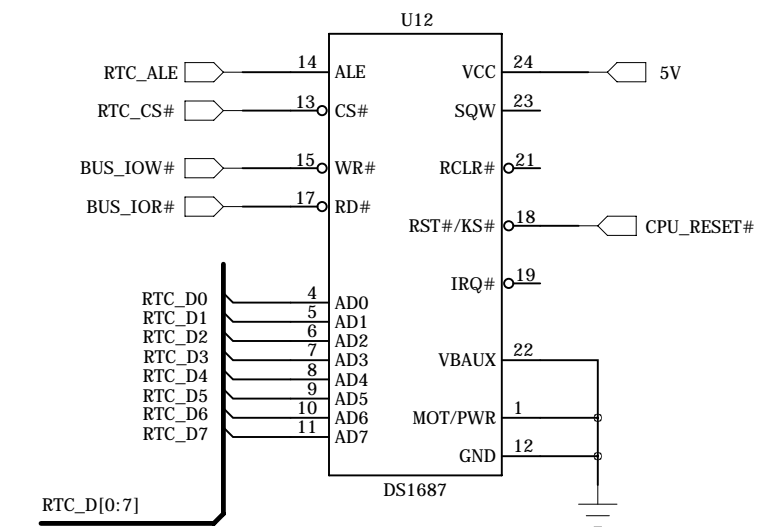 U12
RTC_ALE 14 ALE VCC 24 5V
RTC_CS# 13 CS# SQW 23
BUS_IOW# 15 WR# RCLR# 21
BUS_IOR# 17 RD#
RST#/KS# 18 CPU_RESET#
IRQ# 19
RTC_D0 4 AD0
RTC_D1 5 AD1
RTC_D2 6 AD2
RTC_D3 7 AD3 VBAUX 22
RTC_D4 8 AD4
RTC_D5 9 AD5
RTC_D6 10 AD6 MOT/PWR 1
RTC_D7 11 AD7
GND 12
DS1687
RTC_D[0:7]